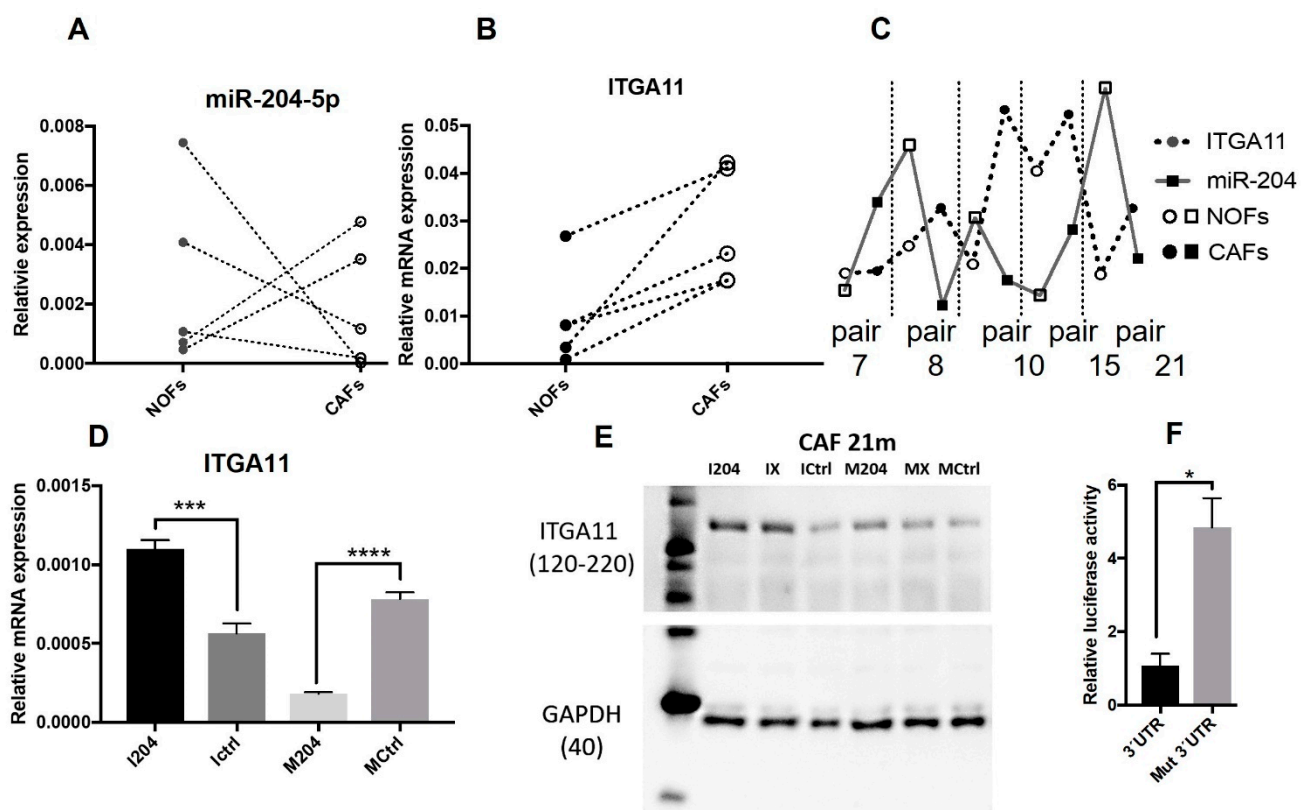 A
miR-204-5p
Relativie expression
0.008
0.006
0.004
0.002
0.000
NOFs
CAFs
B
ITGA11
Relative mRNA expression
0.05
0.04
0.03
0.02
0.01
0.00
NOFs
CAFs
C
ITGA11
miR-204
NOFs
CAFs
pair pair pair pair pair
7 8 10 15 21
D
ITGA11
Relative mRNA expression
0.0015
0.0010
0.0005
0.0000
***
****
I204
Ictrl
M204
MCtrl
E
CAF 21m
I204 IX ICtrl M204 MX MCtrl
ITGA11
(120-220)
GAPDH
(40)
F
Relative luciferase activity
6
4
2
0
*
3´UTR
Mut 3´UTR